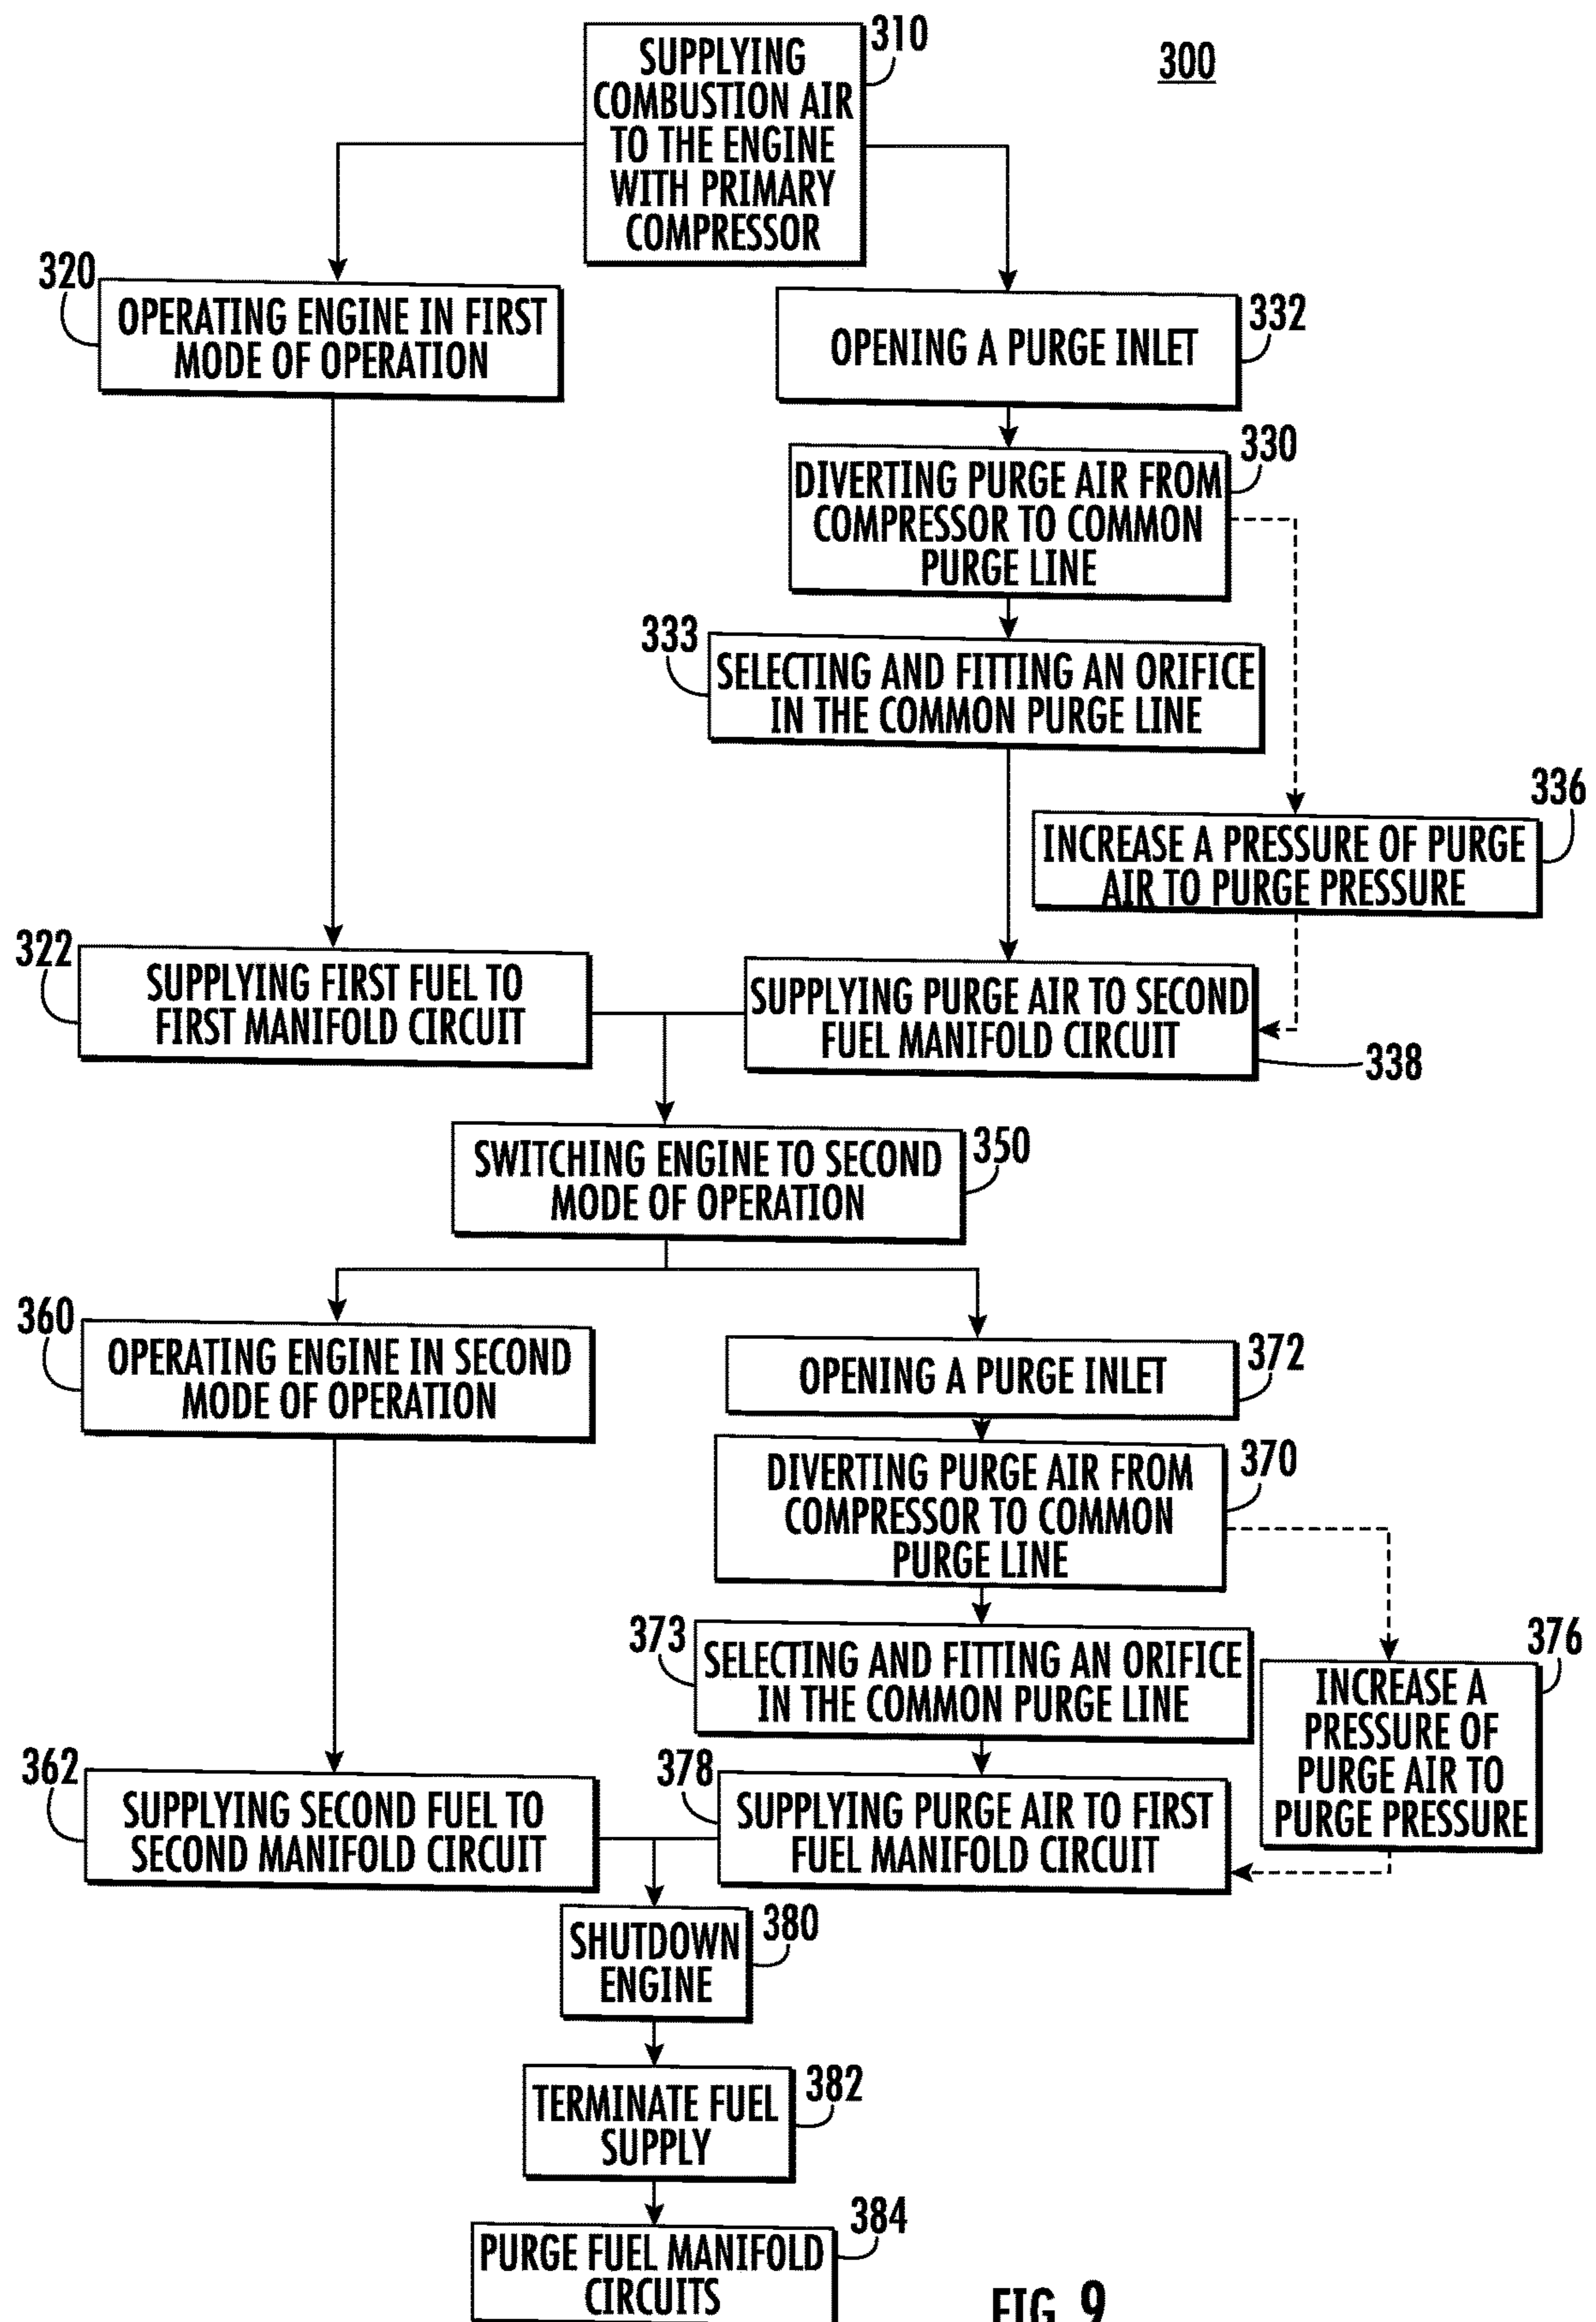 310
300
SUPPLYING
COMBUSTION AIR
TO THE ENGINE
WITH PRIMARY
COMPRESSOR
320
OPERATING ENGINE IN FIRST
MODE OF OPERATION
332
OPENING A PURGE INLET
330
DIVERTING PURGE AIR FROM
COMPRESSOR TO COMMON
PURGE LINE
333
SELECTING AND FITTING AN ORIFICE
IN THE COMMON PURGE LINE
336
INCREASE A PRESSURE OF PURGE
AIR TO PURGE PRESSURE
322
SUPPLYING FIRST FUEL TO
FIRST MANIFOLD CIRCUIT
SUPPLYING PURGE AIR TO SECOND
FUEL MANIFOLD CIRCUIT
338
350
SWITCHING ENGINE TO SECOND
MODE OF OPERATION
360
OPERATING ENGINE IN SECOND
MODE OF OPERATION
372
OPENING A PURGE INLET
370
DIVERTING PURGE AIR FROM
COMPRESSOR TO COMMON
PURGE LINE
373
SELECTING AND FITTING AN ORIFICE
IN THE COMMON PURGE LINE
376
INCREASE A
PRESSURE OF
PURGE AIR TO
PURGE PRESSURE
362
SUPPLYING SECOND FUEL TO
SECOND MANIFOLD CIRCUIT
378
SUPPLYING PURGE AIR TO FIRST
FUEL MANIFOLD CIRCUIT
380
SHUTDOWN
ENGINE
382
TERMINATE FUEL
SUPPLY
384
PURGE FUEL MANIFOLD
CIRCUITS
FIG. 9